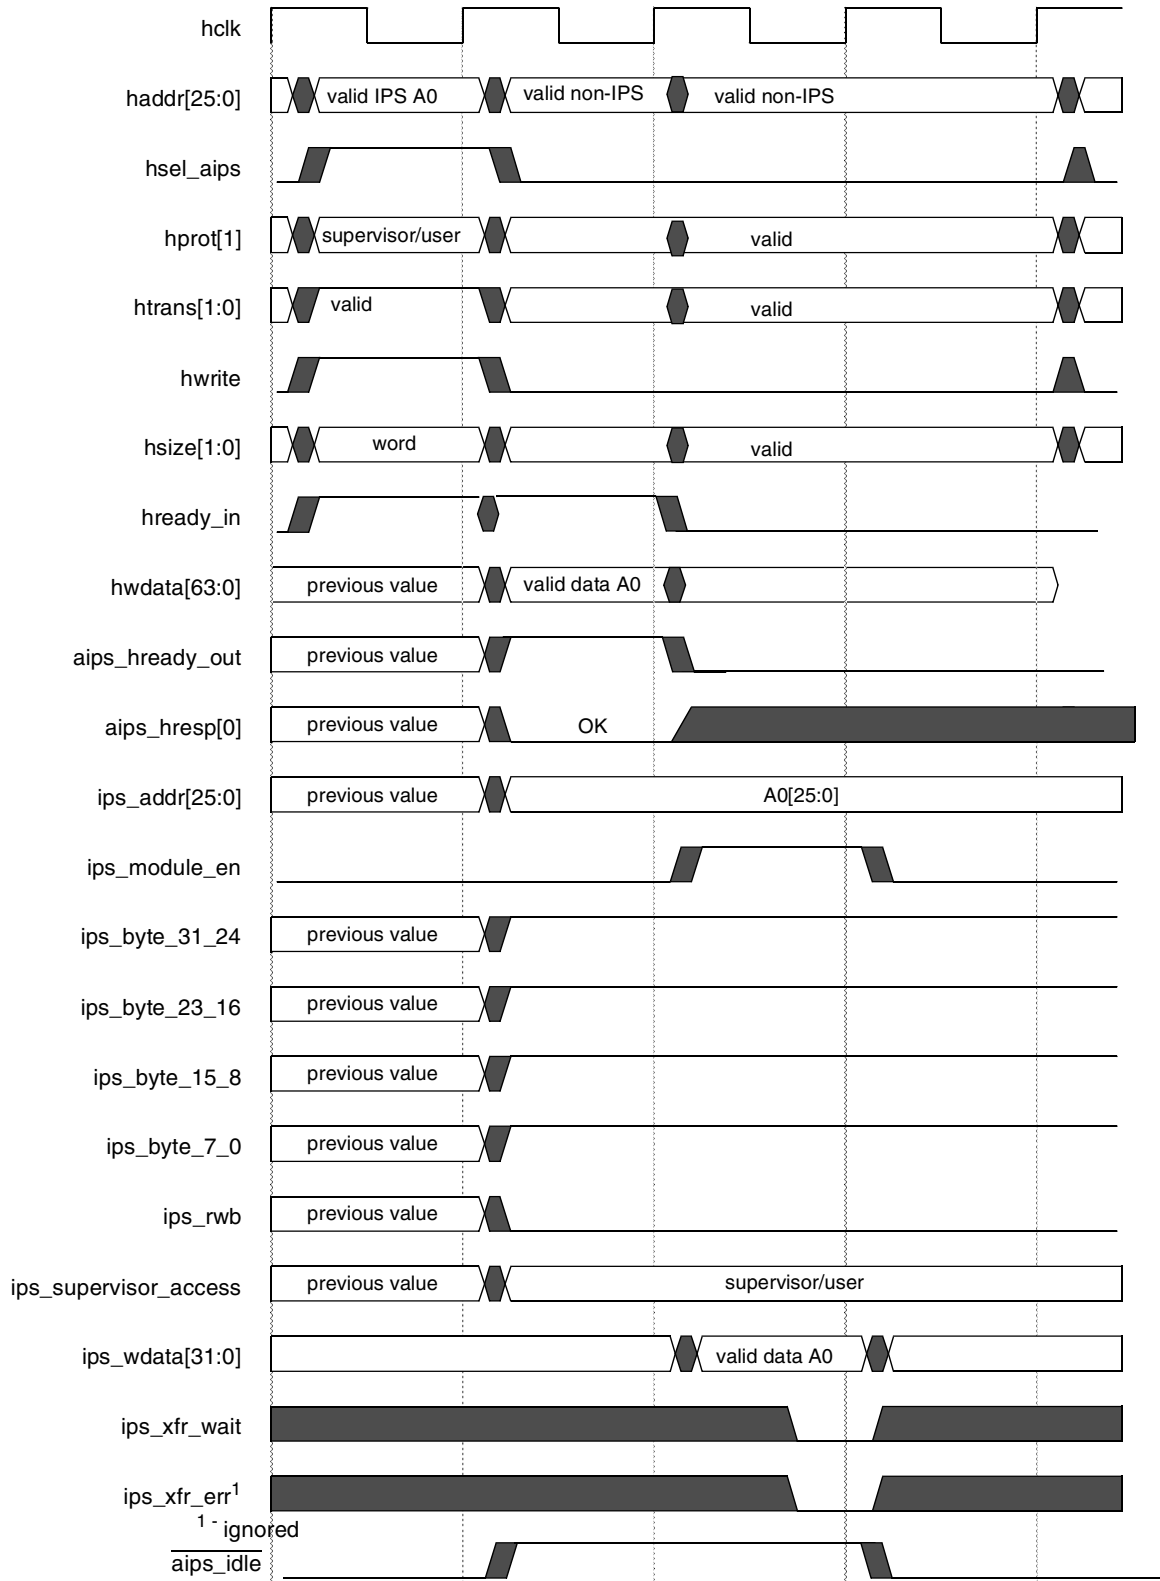 hclk
haddr[25:0] valid IPS A0 valid non-IPS valid non-IPS
hsel_aips
hprot[1] supervisor/user valid
htrans[1:0] valid valid
hwrite
hsize[1:0] word valid
hready_in
hwdata[63:0] previous value valid data A0
aips_hready_out previous value
aips_hresp[0] previous value OK
ips_addr[25:0] previous value A0[25:0]
ips_module_en
ips_byte_31_24 previous value
ips_byte_23_16 previous value
ips_byte_15_8 previous value
ips_byte_7_0 previous value
ips_rwb previous value
ips_supervisor_access previous value supervisor/user
ips_wdata[31:0] valid data A0
ips_xfr_wait
ips_xfr_err1
1 - ignored
aips_idle